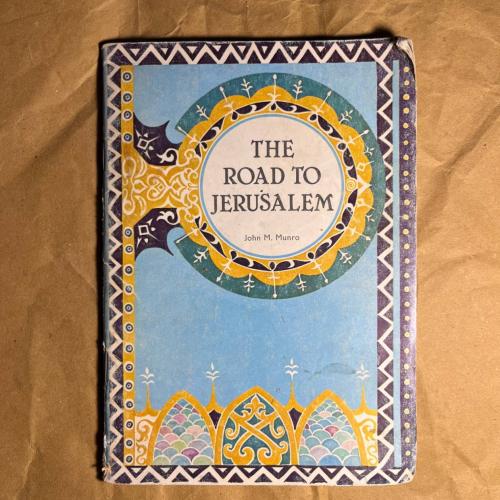 THE
ROAD TO
JERUSALEM
John M. Munro